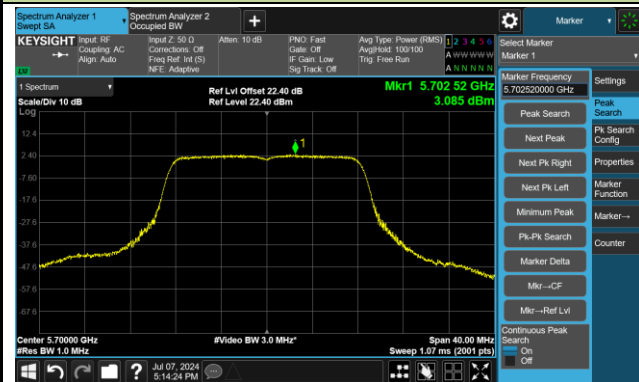 Spectrum Analyzer 1
Swept SA
Spectrum Analyzer 2
Occupied BW
Marker
KEYSIGHT
Input: RF
Coupling: AC
Align: Auto
Input Z: 50 Ω
Corrections: Off
Freq Ref: Int (S)
NFE: Adaptive
Atten: 10 dB
PNO: Fast
Gate: Off
IF Gain: Low
Sig Track: Off
Avg Type: Power (RMS)
Avg|Hold: 100/100
Trig: Free Run
1 2 3 4 5 6
A W W W W W
A N N N N N
LXI
Select Marker
Marker 1
1 Spectrum
Scale/Div 10 dB
Log
Ref Lvl Offset 22.40 dB
Ref Level 22.40 dBm
Mkr1 5.702 52 GHz
3.085 dBm
12.4
2.40
-7.60
-17.6
-27.6
-37.6
-47.6
-57.6
-67.6
1
Center 5.70000 GHz
#Res BW 1.0 MHz
#Video BW 3.0 MHz*
Span 40.00 MHz
Sweep 1.07 ms (2001 pts)
Marker Frequency
5.702520000 GHz
Peak Search
Next Peak
Next Pk Right
Next Pk Left
Minimum Peak
Pk-Pk Search
Marker Delta
Mkr→CF
Mkr→Ref Lvl
Continuous Peak
Search
On
Off
Settings
Peak
Search
Pk Search
Config
Properties
Marker
Function
Marker→
Counter
Jul 07, 2024
5:14:24 PM